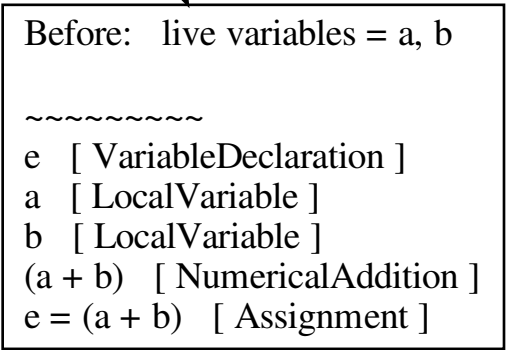 Before: live variables = a, b
~~~~~~~~~
e [ VariableDeclaration ]
a [ LocalVariable ]
b [ LocalVariable ]
(a + b) [ NumericalAddition ]
e = (a + b) [ Assignment ]